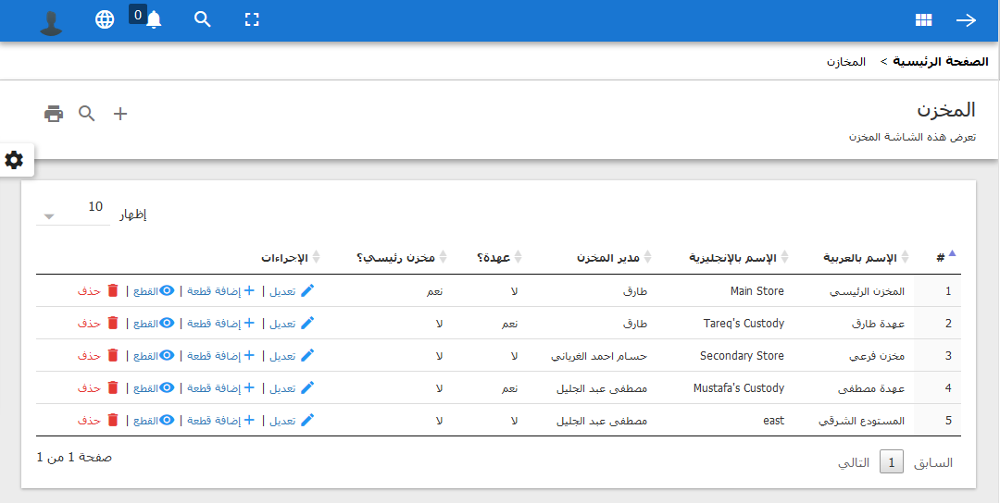 0
الصفحة الرئيسية > المخازن
المخزن
تعرض هذه الشاشة المخزن
إظهار 10
# الإسم بالعربية الإسم بالإنجليزية مدير المخزن عهدة؟ مخزن رئيسي؟ الإجراءات
1 المخزن الرئيسي Main Store طارق لا نعم تعديل | إضافة قطعة | القطع | حذف
2 عهدة طارق Tareq's Custody طارق نعم لا تعديل | إضافة قطعة | القطع | حذف
3 مخزن فرعي Secondary Store حسام احمد الغرياني لا لا تعديل | إضافة قطعة | القطع | حذف
4 عهدة مصطفى Mustafa's Custody مصطفى عبد الجليل نعم لا تعديل | إضافة قطعة | القطع | حذف
5 المستودع الشرقي east مصطفى عبد الجليل لا لا تعديل | إضافة قطعة | القطع | حذف
السابق 1 التالي
صفحة 1 من 1